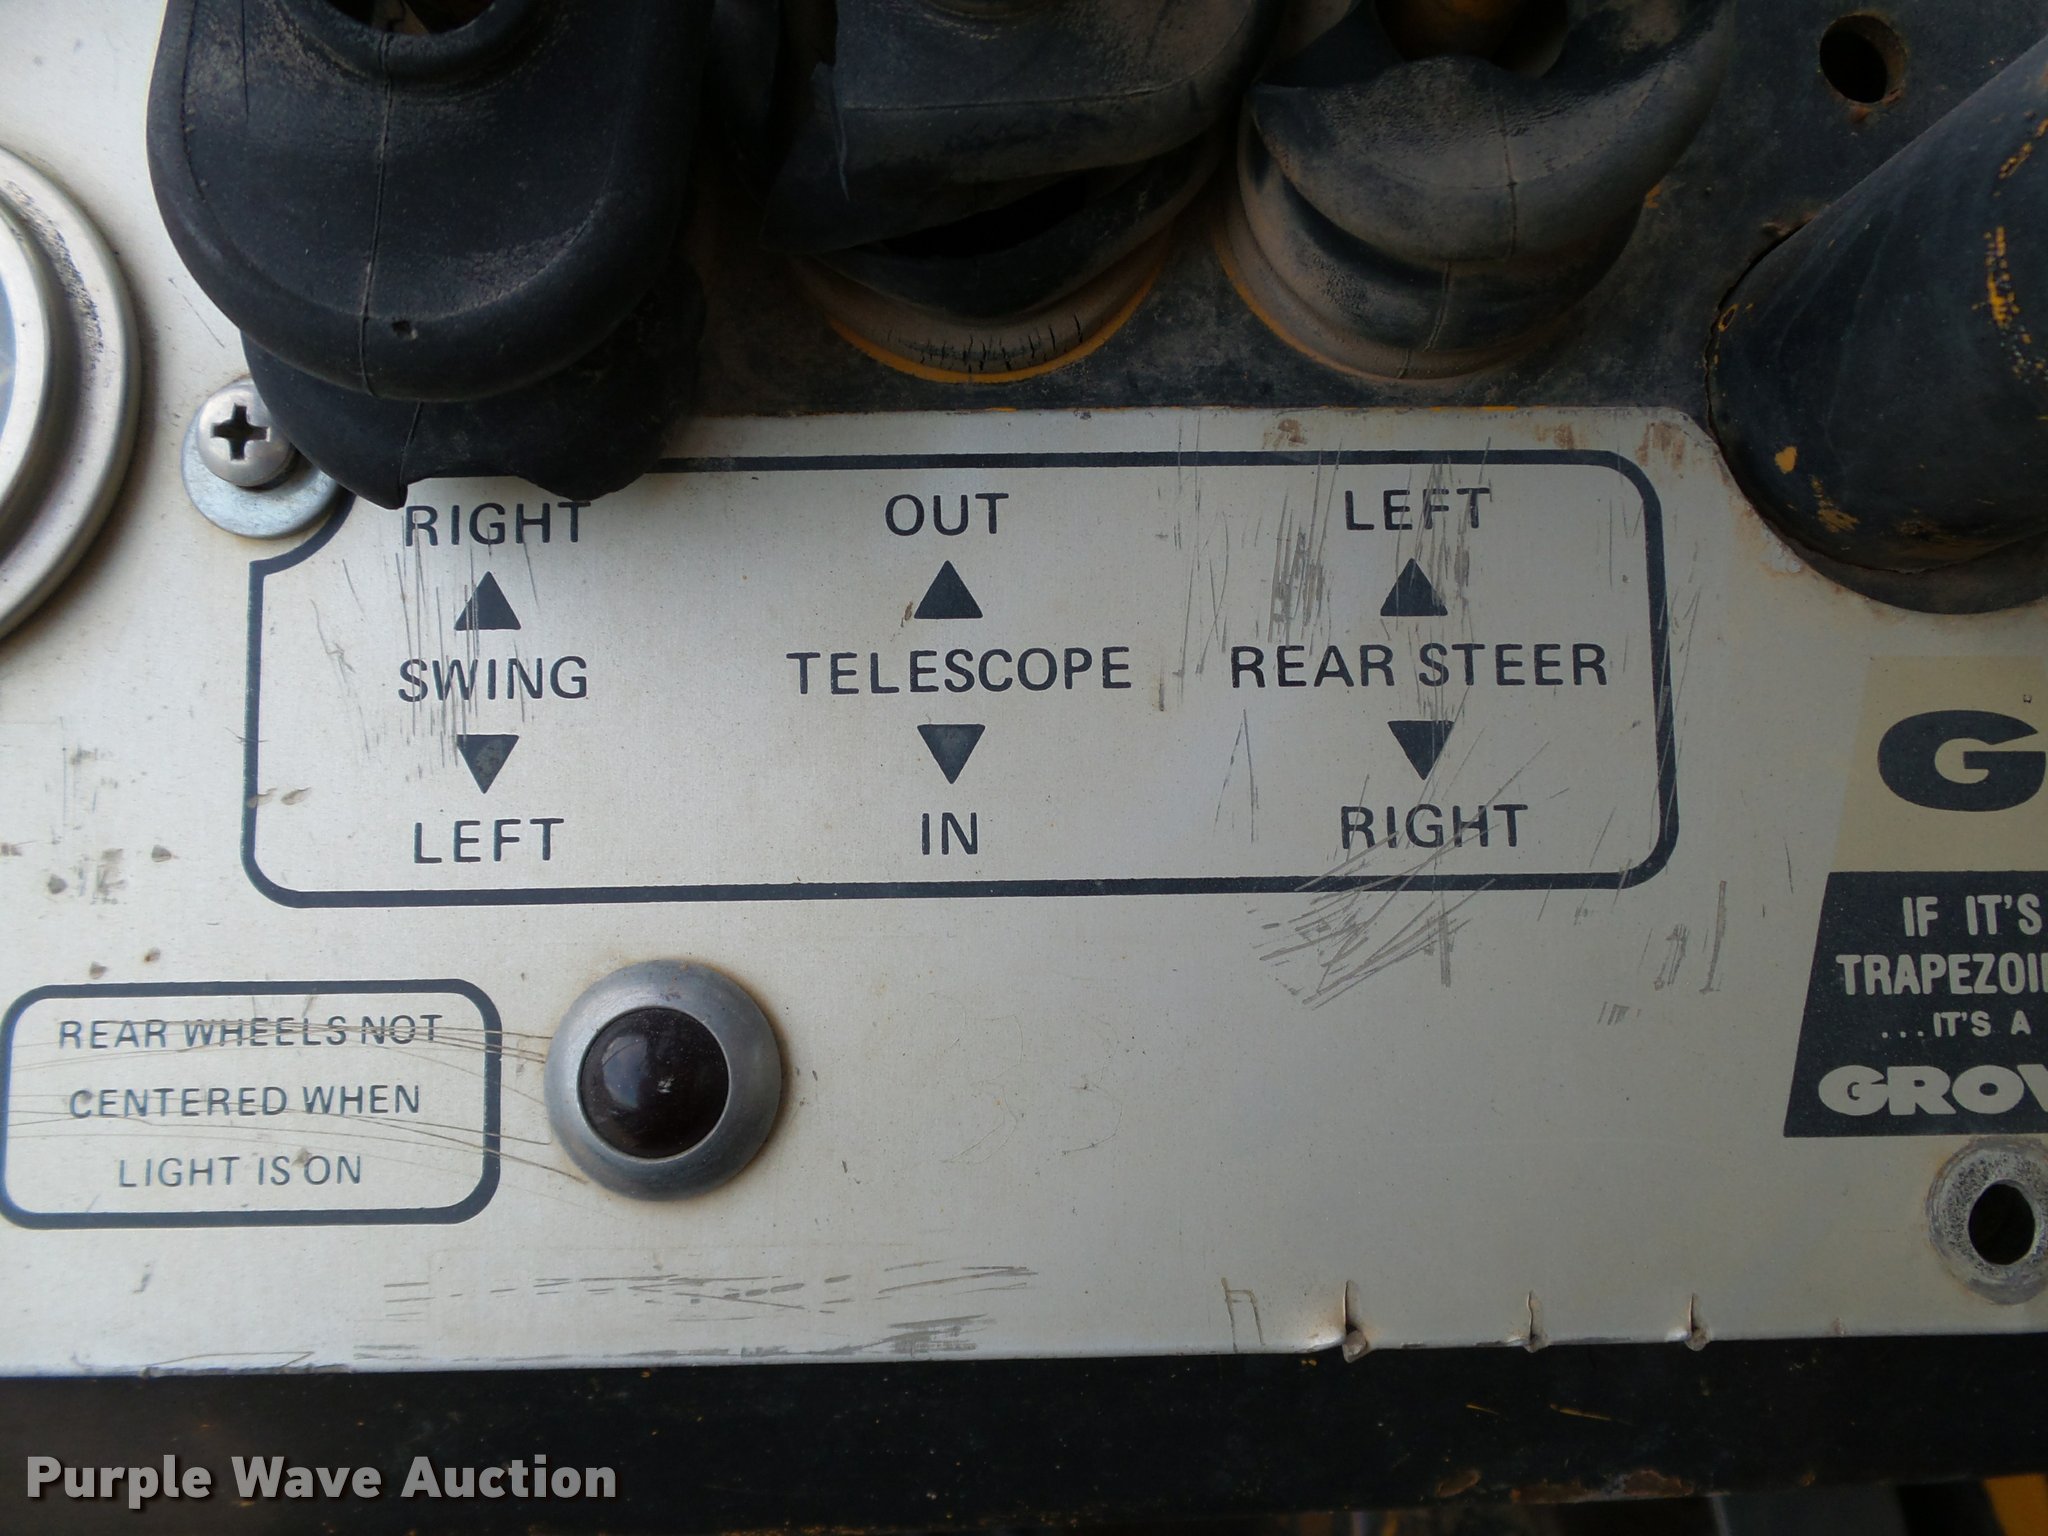 RIGHT OUT LEFT
SWING TELESCOPE REAR STEER
LEFT IN RIGHT
G
IF IT'S
TRAPEZOI
...IT'S A
GROV
REAR WHEELS NOT
CENTERED WHEN
LIGHT IS ON
Purple Wave Auction